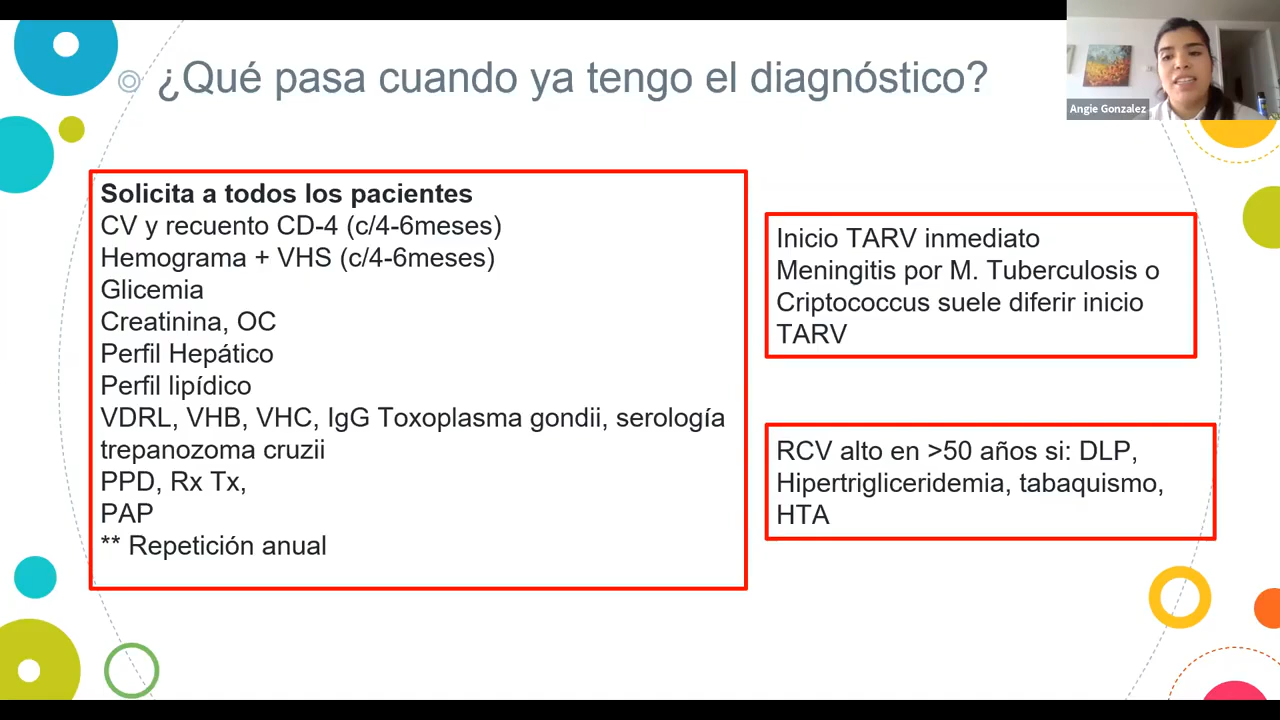 ¿Qué pasa cuando ya tengo el diagnóstico?
Angie Gonzalez
Solicita a todos los pacientes
CV y recuento CD-4 (c/4-6meses)
Hemograma + VHS (c/4-6meses)
Glicemia
Creatinina, OC
Perfil Hepático
Perfil lipídico
VDRL, VHB, VHC, IgG Toxoplasma gondii, serología
trepanozoma cruzii
PPD, Rx Tx,
PAP
** Repetición anual
Inicio TARV inmediato
Meningitis por M. Tuberculosis o
Criptococcus suele diferir inicio
TARV
RCV alto en >50 años si: DLP,
Hipertrigliceridemia, tabaquismo,
HTA